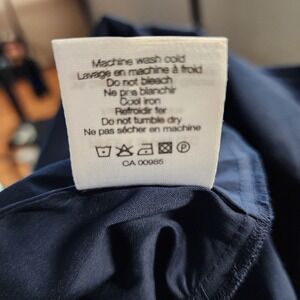 Machine wash cold
Lavage en machine à froid
Do not bleach
Ne pas blanchir
Cool iron
Refroidir fer
Do not tumble dry
Ne pas sécher en machine
CA 00985